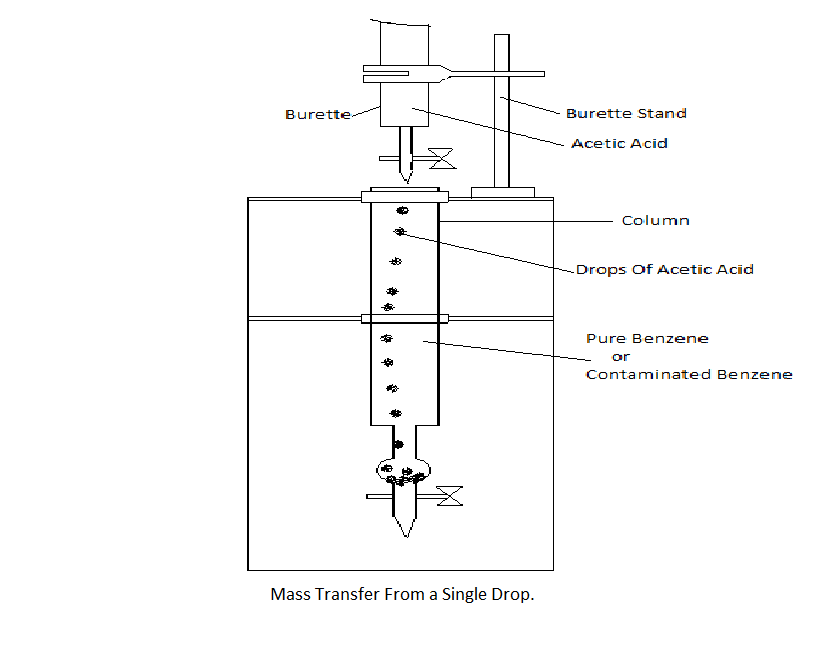 Burette
Burette Stand
Acetic Acid
Column
Drops Of Acetic Acid
Pure Benzene
or
Contaminated Benzene
Mass Transfer From a Single Drop.